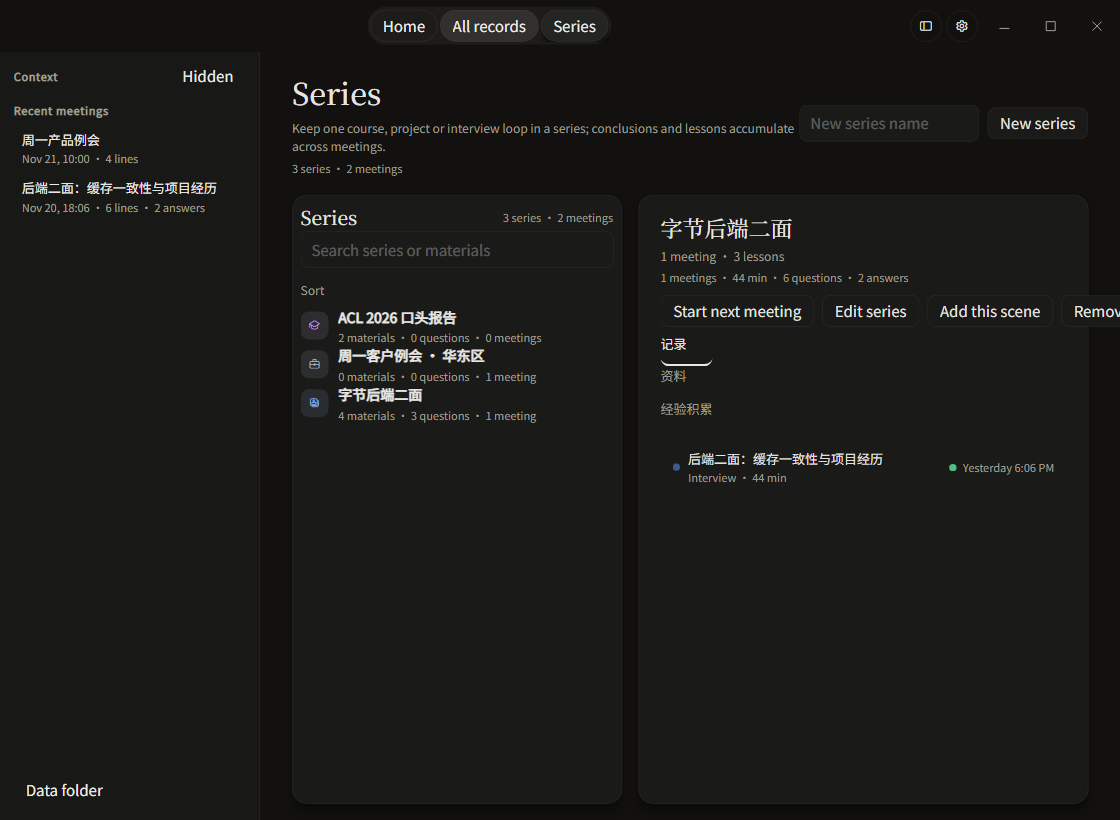 Home
All records
Series
Context
Hidden
Recent meetings
周一产品例会
Nov 21, 10:00 • 4 lines
后端二面：缓存一致性与项目经历
Nov 20, 18:06 • 6 lines • 2 answers
Data folder
Series
Keep one course, project or interview loop in a series; conclusions and lessons accumulate
across meetings.
3 series • 2 meetings
New series name
New series
Series
3 series • 2 meetings
Search series or materials
Sort
ACL 2026 口头报告
2 materials • 0 questions • 0 meetings
周一客户例会 • 华东区
0 materials • 0 questions • 1 meeting
字节后端二面
4 materials • 3 questions • 1 meeting
字节后端二面
1 meeting • 3 lessons
1 meetings • 44 min • 6 questions • 2 answers
Start next meeting
Edit series
Add this scene
Remov
记录
资料
经验积累
后端二面：缓存一致性与项目经历
Interview • 44 min
Yesterday 6:06 PM